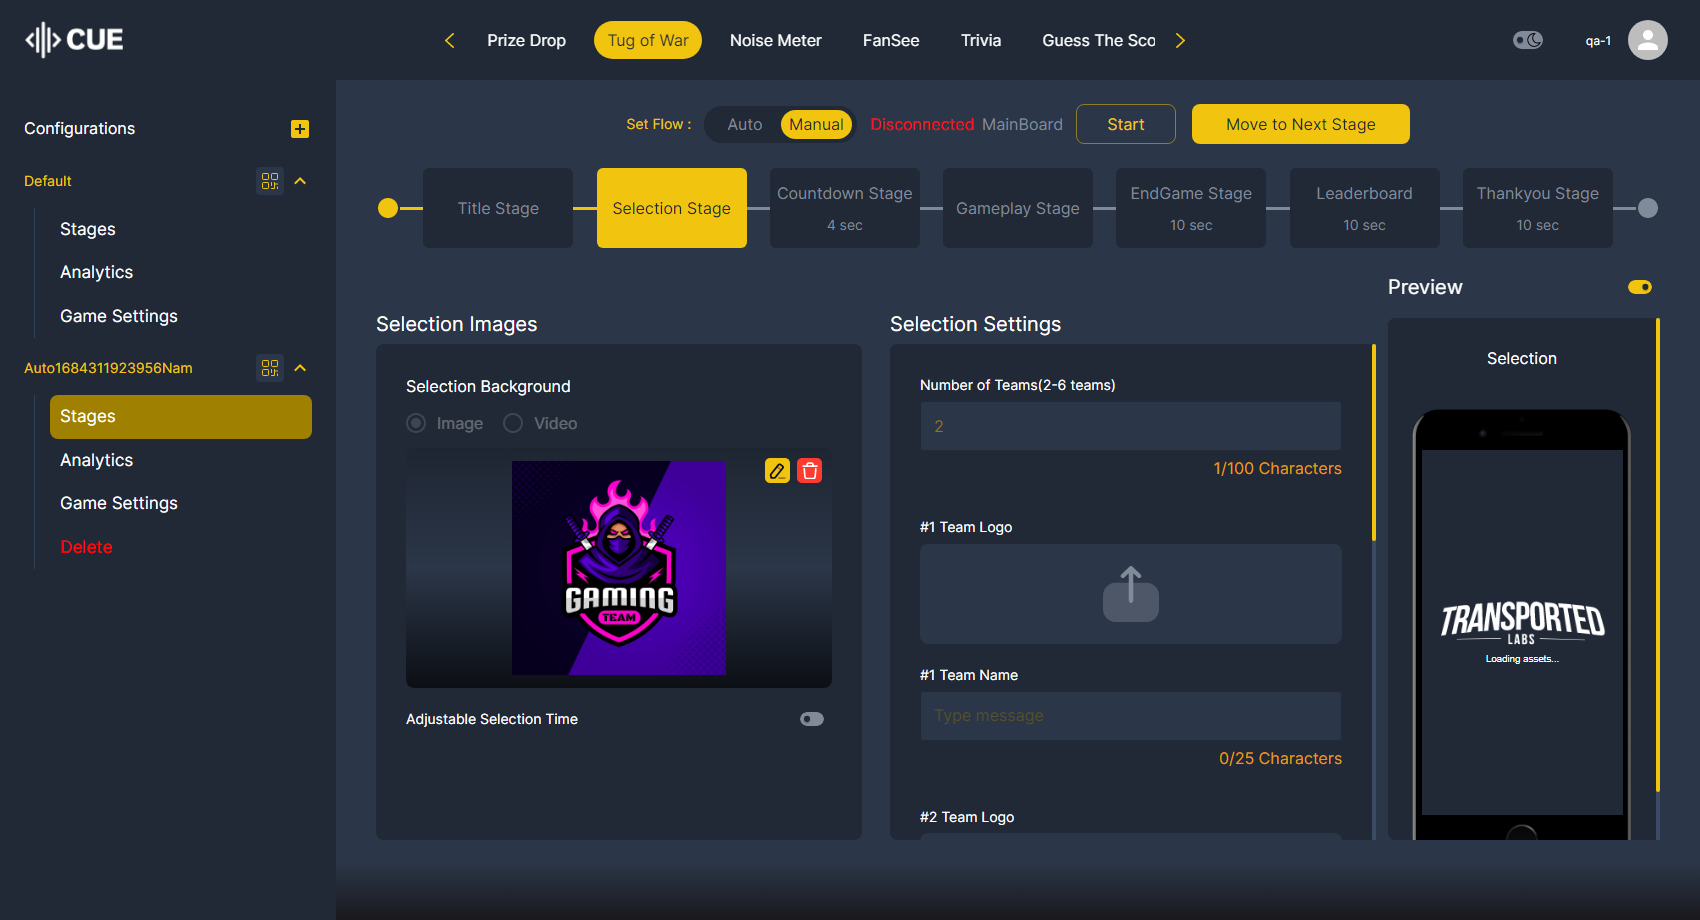 CUE
Prize Drop
Tug of War
Noise Meter
FanSee
Trivia
Guess The Sco
qa-1
Configurations
Default
Stages
Analytics
Game Settings
Auto1684311923956Nam
Stages
Analytics
Game Settings
Delete
Set Flow :
Auto
Manual
Disconnected MainBoard
Start
Move to Next Stage
Title Stage
Selection Stage
Countdown Stage
4 sec
Gameplay Stage
EndGame Stage
10 sec
Leaderboard
10 sec
Thankyou Stage
10 sec
Selection Images
Selection Background
Image
Video
GAMING
TEAM
Adjustable Selection Time
Selection Settings
Number of Teams(2-6 teams)
2
1/100 Characters
#1 Team Logo
#1 Team Name
Type message
0/25 Characters
#2 Team Logo
Preview
Selection
TRANSPORTED
LABS
Loading assets...